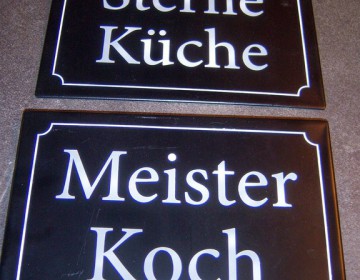 Sterne
Küche
Meister
Koch